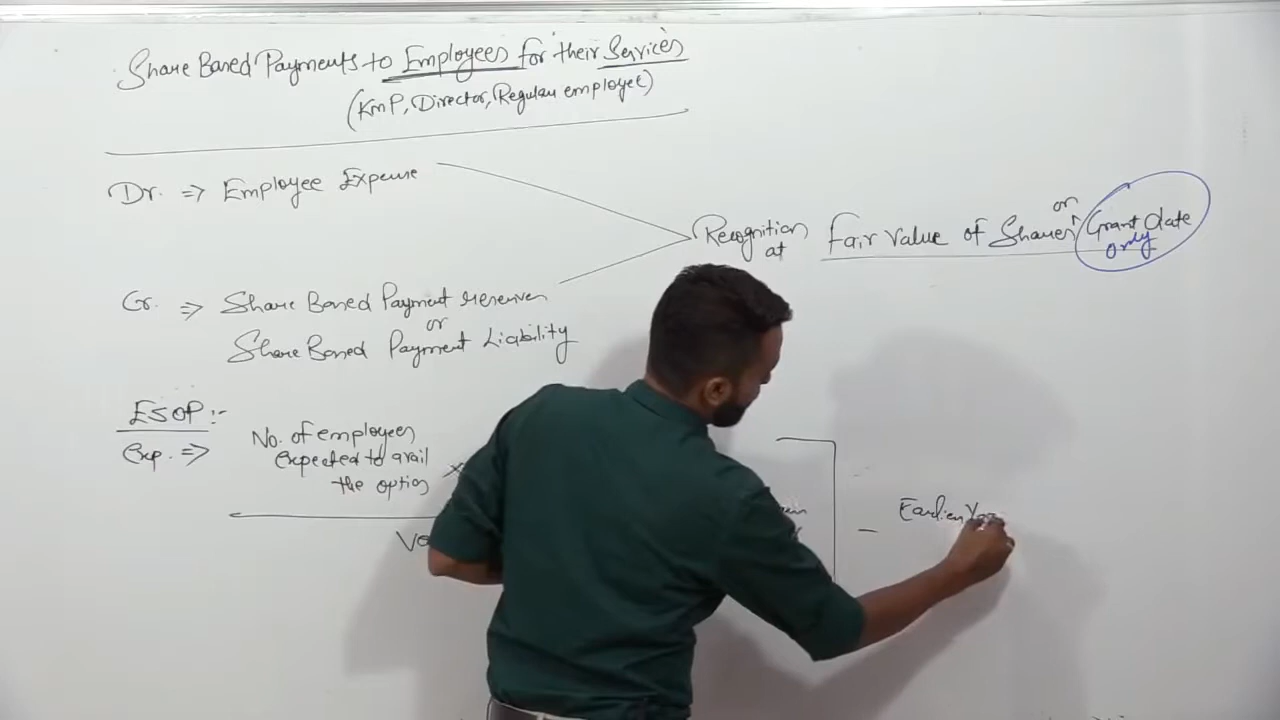 Share Based Payments to Employees for their Services
(KMP, Director, Regular employee)
Dr. => Employee Expense
Recognition at Fair Value of Shares
on
Grant date
only
Cr. => Share Based Payment
or
Share Based Payment Liability
ESOP:-
Exp. =>
No. of employees
expected to avail
the option
×
- Earlier